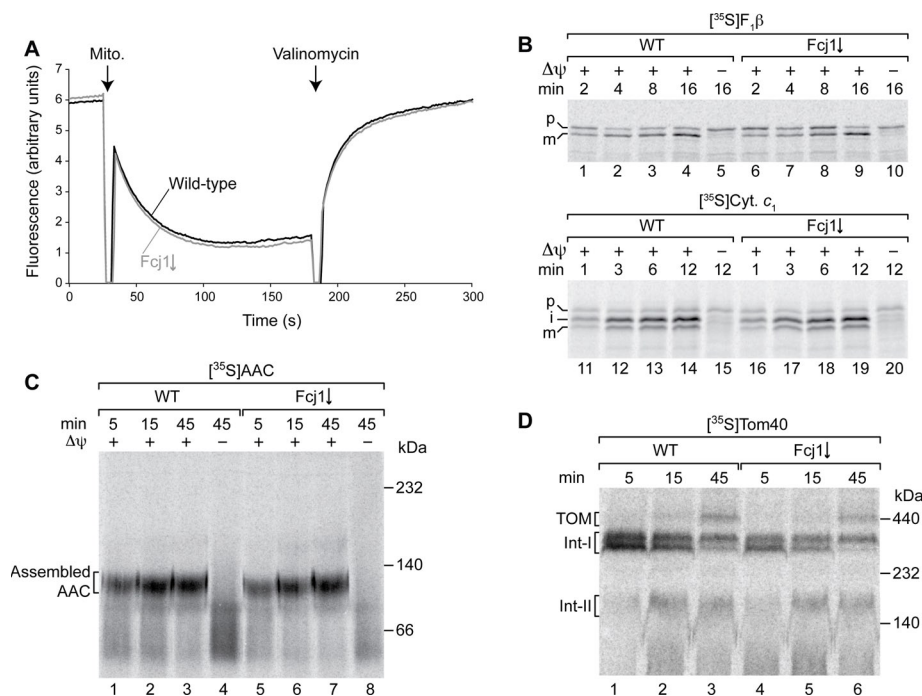 A
Mito.
Valinomycin
Fluorescence (arbitrary units)
7
6
5
4
3
2
1
0
Wild-type
Fcj1↓
0 50 100 150 200 250 300
Time (s)
B
[³⁵S]F₁β
WT Fcj1↓
Δψ + + + + − + + + + −
min 2 4 8 16 16 2 4 8 16 16
p
m
1 2 3 4 5 6 7 8 9 10
[³⁵S]Cyt. c₁
WT Fcj1↓
Δψ + + + + − + + + + −
min 1 3 6 12 12 1 3 6 12 12
p
i
m
11 12 13 14 15 16 17 18 19 20
C
[³⁵S]AAC
WT Fcj1↓
min 5 15 45 45 5 15 45 45
Δψ + + + − + + + −
kDa
232
140
Assembled
AAC
66
1 2 3 4 5 6 7 8
D
[³⁵S]Tom40
WT Fcj1↓
min 5 15 45 5 15 45
kDa
TOM 440
Int-I
232
Int-II
140
1 2 3 4 5 6